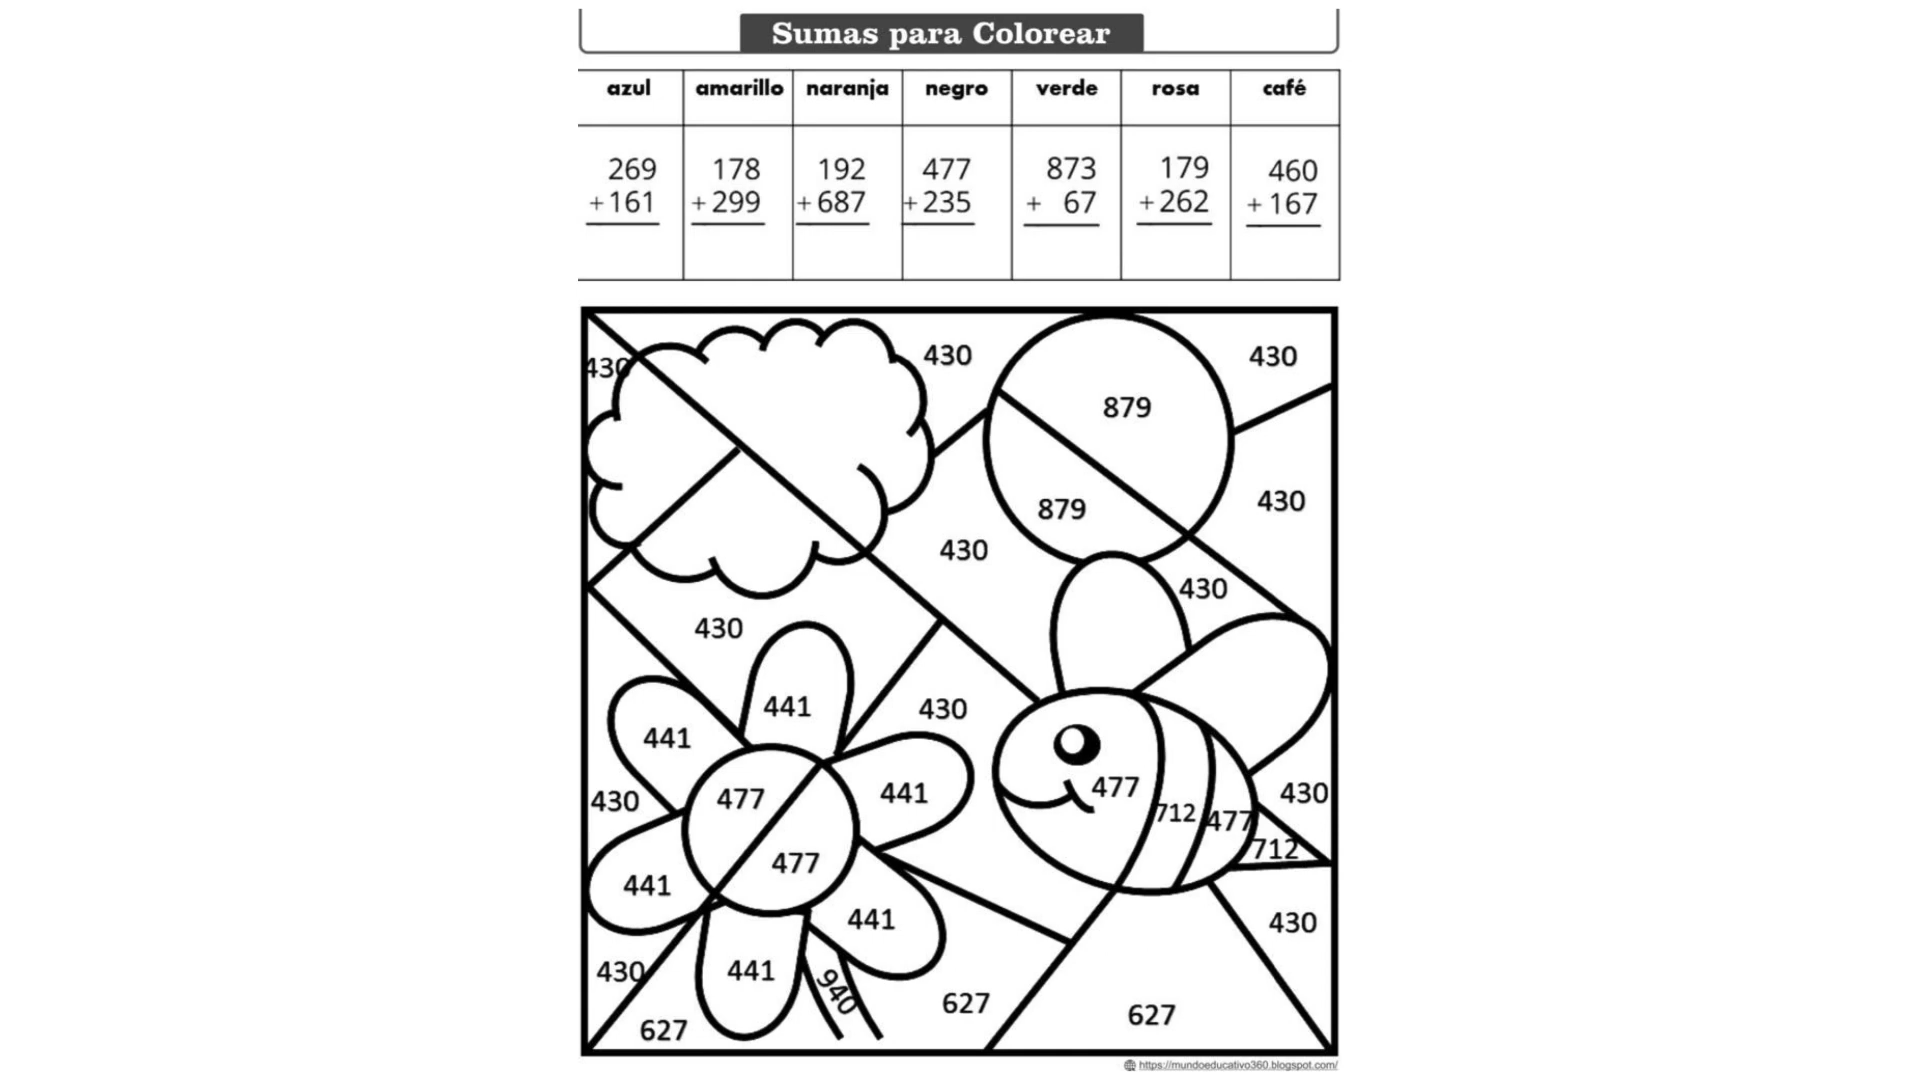 Sumas para Colorear
azul amarillo naranja negro verde rosa café
269 178 192 477 873 179 460
+161 +299 +687 +235 + 67 +262 +167
430 430 430
879
879 430
430
430
430
441 430
441
441 430
430 477 477 712 477
712
477
441
441 430
430 441
940 627 627
627
https://mundoeducativo360.blogspot.com/